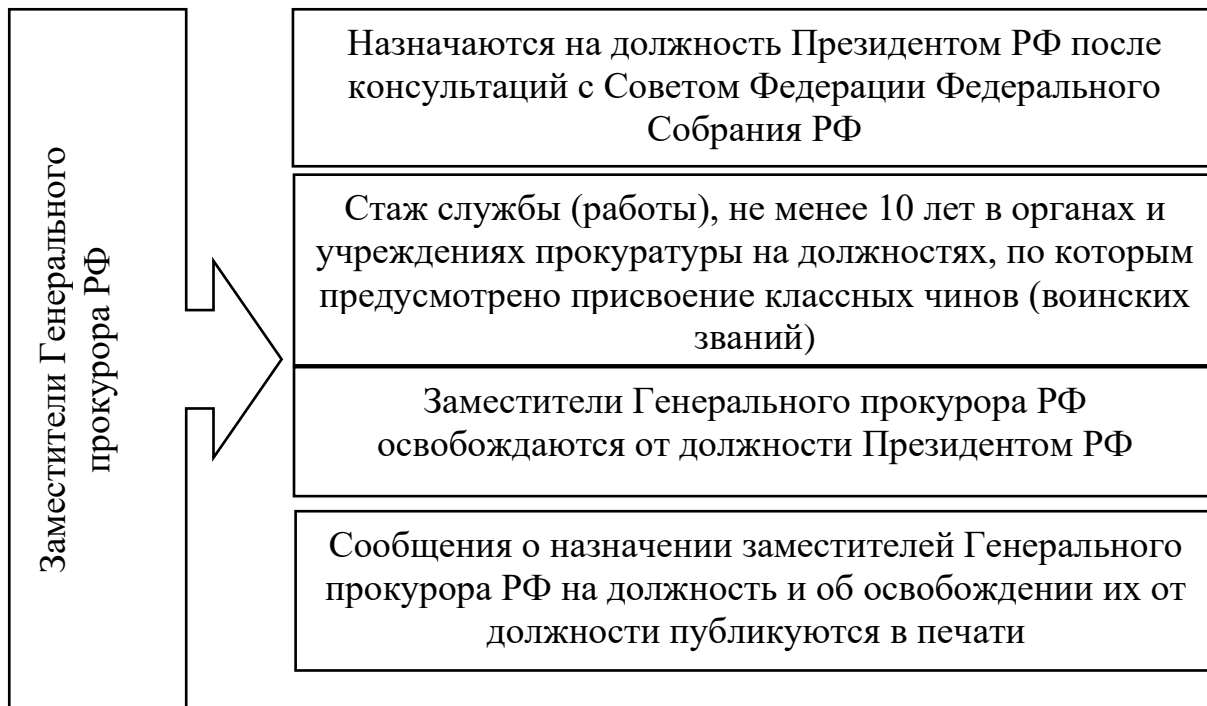 Заместители Генерального
прокурора РФ
Назначаются на должность Президентом РФ после
консультаций с Советом Федерации Федерального
Собрания РФ
Стаж службы (работы), не менее 10 лет в органах и
учреждениях прокуратуры на должностях, по которым
предусмотрено присвоение классных чинов (воинских
званий)
Заместители Генерального прокурора РФ
освобождаются от должности Президентом РФ
Сообщения о назначении заместителей Генерального
прокурора РФ на должность и об освобождении их от
должности публикуются в печати